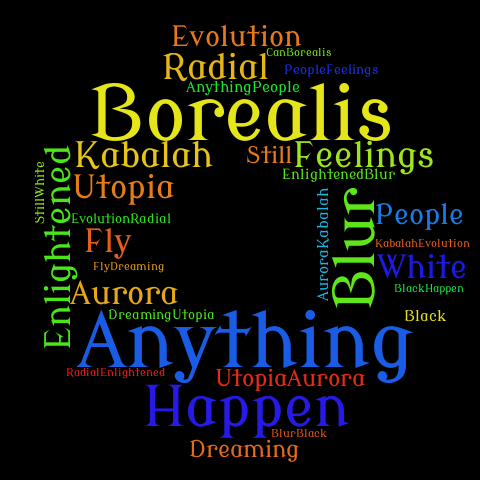 Evolution
CanBorealis
Radial
PeopleFeelings
AnythingPeople
Borealis
Kabalah
Still
Feelings
EnlightenedBlur
StillWhite
Enlightened
Utopia
AuroraKabalah
Blur
People
EvolutionRadial
Fly
KabalahEvolution
FlyDreaming
White
Aurora
BlackHappen
DreamingUtopia
Black
Anything
RadialEnlightened
UtopiaAurora
Happen
BlurBlack
Dreaming